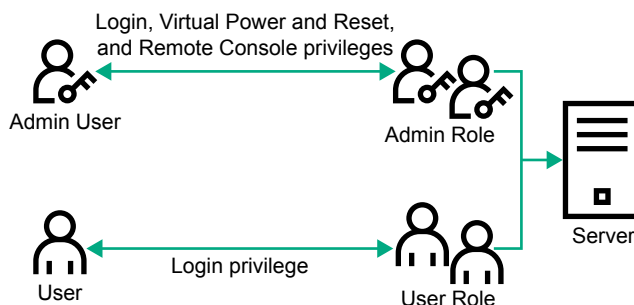 Login, Virtual Power and Reset,
and Remote Console privileges
Admin User
Admin Role
Server
Login privilege
User
User Role